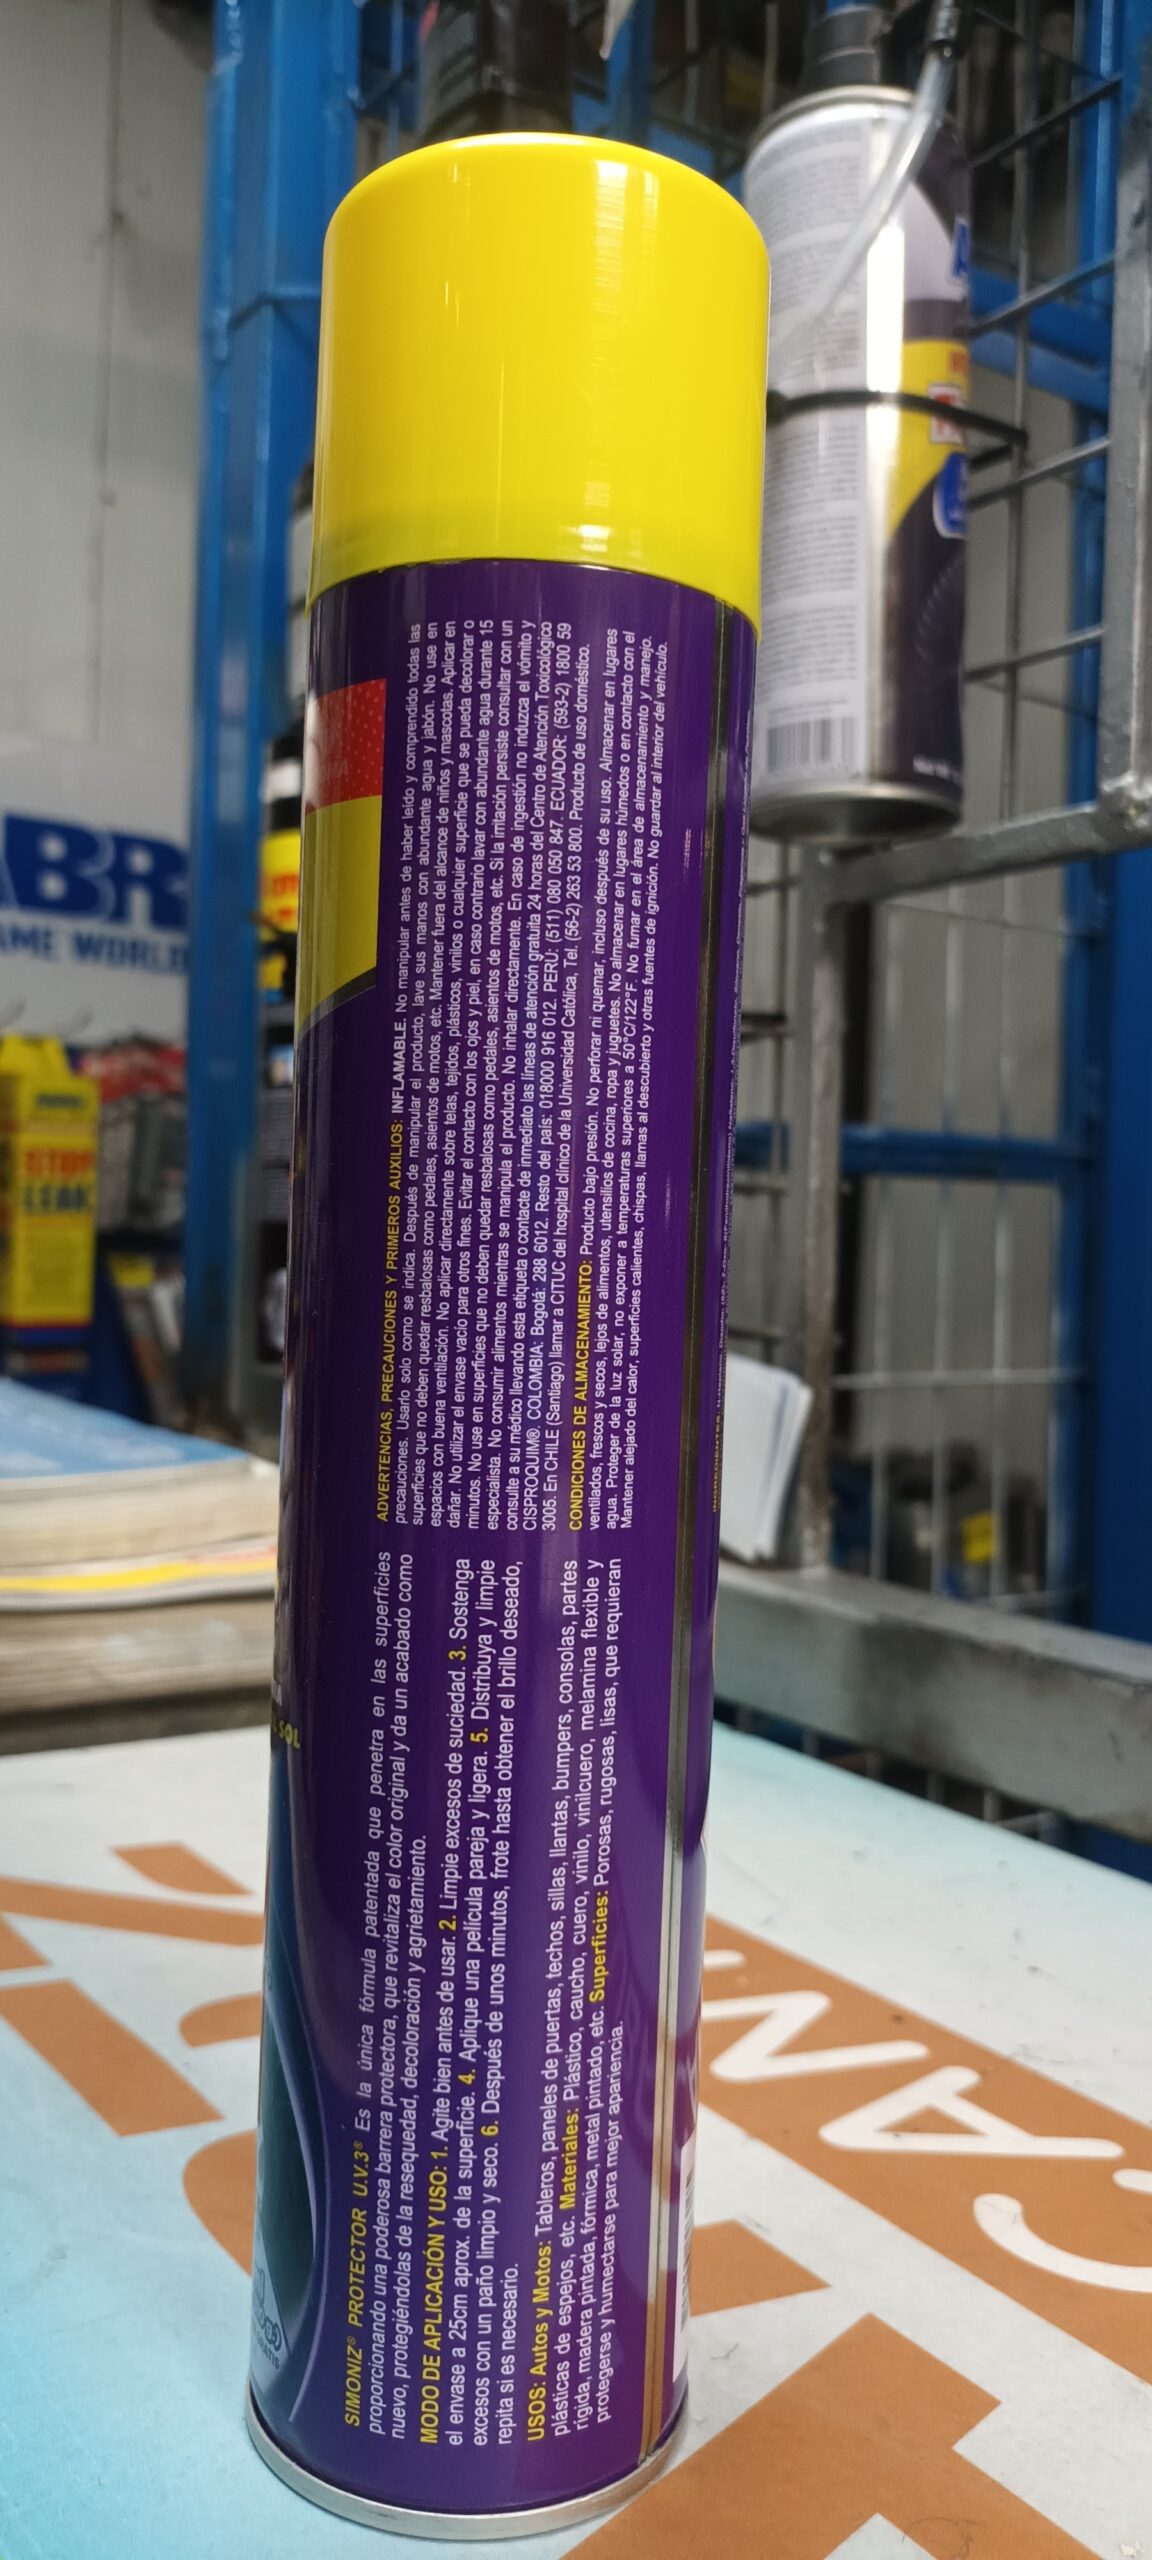 SIMONIZ® PROTECTOR U.V.3® Es la única fórmula patentada que penetra en las superficies
proporcionando una poderosa barrera protectora, que revitaliza el color original y da un acabado como
nuevo, protegiéndolas de la resequedad, decoloración y agrietamiento.
MODO DE APLICACIÓN Y USO: 1. Agite bien antes de usar. 2. Limpie excesos de suciedad. 3. Sostenga
el envase a 25cm aprox. de la superficie. 4. Aplique una película pareja y ligera. 5. Distribuya y limpie
excesos con un paño limpio y seco. 6. Después de unos minutos, frote hasta obtener el brillo deseado,
repita si es necesario.
USOS: Autos y Motos: Tableros, paneles de puertas, techos, sillas, llantas, bumpers, consolas, partes
plásticas de espejos, etc. Materiales: Plástico, caucho, cuero, vinilo, vinilcuero, melamina flexible y
rígida, madera pintada, fórmica, metal pintado, etc. Superficies: Porosas, rugosas, lisas, que requieran
protegerse y humectarse para mejor apariencia.
ADVERTENCIAS, PRECAUCIONES Y PRIMEROS AUXILIOS: INFLAMABLE. No manipular antes de haber leído y comprendido todas las
precauciones. Usarlo solo como se indica. Después de manipular el producto, lave sus manos con abundante agua y jabón. No use en
superficies que no deben quedar resbalosas como pedales, asientos de motos, etc. Mantener fuera del alcance de niños y mascotas. Aplicar en
espacios con buena ventilación. No aplicar directamente sobre telas, tejidos, plásticos, vinilos o cualquier superficie que se pueda decolorar o
dañar. No utilizar el envase vacío para otros fines. Evitar el contacto con los ojos y piel, en caso contrario lavar con abundante agua durante 15
minutos. No use en superficies que no deben quedar resbalosas como pedales, asientos de motos, etc. Si la irritación persiste consultar con un
especialista. No consumir alimentos mientras se manipula el producto. No inhalar directamente. En caso de ingestión no induzca el vómito y
consulte a su médico llevando esta etiqueta o contacte de inmediato las líneas de atención gratuita 24 horas del Centro de Atención Toxicológico
CISPROQUIM®. COLOMBIA: Bogotá: 288 6012. Resto del país: 018000 916 012. PERÚ: (511) 080 050 847. ECUADOR: (593-2) 1800 59
3005. En CHILE (Santiago) llamar a CITUC del hospital clínico de la Universidad Católica, Tel. (56-2) 263 53 800. Producto de uso doméstico.
CONDICIONES DE ALMACENAMIENTO: Producto bajo presión. No perforar ni quemar, incluso después de su uso. Almacenar en lugares
ventilados, frescos y secos, lejos de alimentos, utensilios de cocina, ropa y juguetes. No almacenar en lugares húmedos o en contacto con el
agua. Proteger de la luz solar, no exponer a temperaturas superiores a 50°C/122°F. No fumar en el área de almacenamiento y manejo.
Mantener alejado del calor, superficies calientes, chispas, llamas al descubierto y otras fuentes de ignición. No guardar al interior del vehículo.
INGREDIENTES:
SOL
ABR
AME WORLD
STOP
LEAK